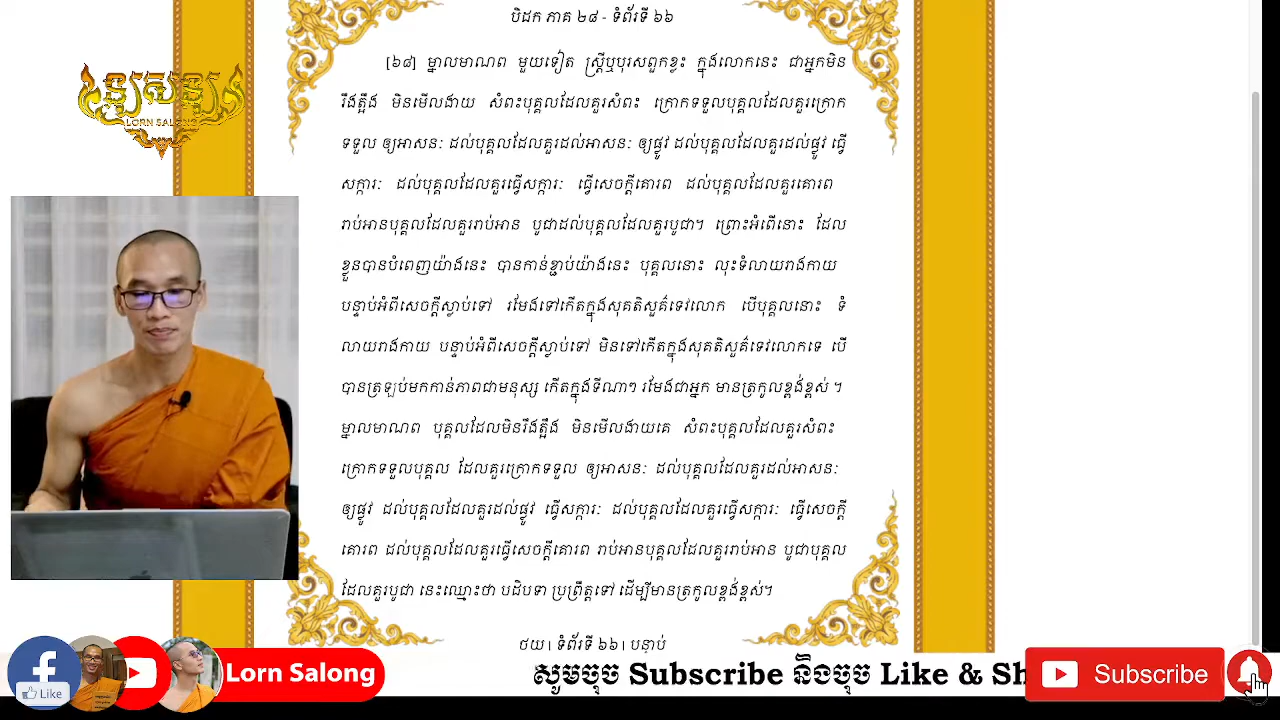 បិដក ភាគ ២៨ - ទំព័រទី ៦៦
[៦៨] ម្នាលមាណព មួយទៀត ស្ត្រីឬបុរសពួកខ្លះ ក្នុងលោកនេះ ជាអ្នកមិន
រឹងត្អឹង មិនមើលងាយ សំពះបុគ្គលដែលគួរសំពះ ក្រោកទទួលបុគ្គលដែលគួរក្រោក
ទទួល ឲ្យអាសនៈ ដល់បុគ្គលដែលគួរដល់អាសនៈ ឲ្យផ្លូវ ដល់បុគ្គលដែលគួរដល់ផ្លូវ ធ្វើ
សក្ការៈ ដល់បុគ្គលដែលគួរធ្វើសក្ការៈ ធ្វើសេចក្តីគោរព ដល់បុគ្គលដែលគួរគោរព
រាប់អានបុគ្គលដែលគួររាប់អាន បូជាដល់បុគ្គលដែលគួរបូជា។ ព្រោះអំពើនោះ ដែល
ខ្លួនបានបំពេញយ៉ាងនេះ បានកាន់ខ្ជាប់យ៉ាងនេះ បុគ្គលនោះ លុះទំលាយរាងកាយ
បន្ទាប់អំពីសេចក្តីស្លាប់ទៅ រមែងទៅកើតក្នុងសុគតិសួគ៌ទេវលោក បើបុគ្គលនោះ ទំ
លាយរាងកាយ បន្ទាប់អំពីសេចក្តីស្លាប់ទៅ មិនទៅកើតក្នុងសុគតិសួគ៌ទេវលោកទេ បើ
បានត្រឡប់មកកាន់ភាពជាមនុស្ស កើតក្នុងទីណាៗ រមែងជាអ្នក មានត្រកូលខ្ពង់ខ្ពស់ ។
ម្នាលមាណព បុគ្គលដែលមិនរឹងត្អឹង មិនមើលងាយគេ សំពះបុគ្គលដែលគួរសំពះ
ក្រោកទទួលបុគ្គល ដែលគួរក្រោកទទួល ឲ្យអាសនៈ ដល់បុគ្គលដែលគួរដល់អាសនៈ
ឲ្យផ្លូវ ដល់បុគ្គលដែលគួរដល់ផ្លូវ ធ្វើសក្ការៈ ដល់បុគ្គលដែលគួរធ្វើសក្ការៈ ធ្វើសេចក្តី
គោរព ដល់បុគ្គលដែលគួរធ្វើសេចក្តីគោរព រាប់អានបុគ្គលដែលគួររាប់អាន បូជាបុគ្គល
ដែលគួរបូជា នេះឈ្មោះថា បដិបទា ប្រព្រឹត្តទៅ ដើម្បីមានត្រកូលខ្ពង់ខ្ពស់។
ថយ | ទំព័រទី ៦៦ | បន្ទាប់
LORN SALONG
Like
Lorn Salong
សូមចុច Subscribe និងចុច Like & Sh
Subscribe